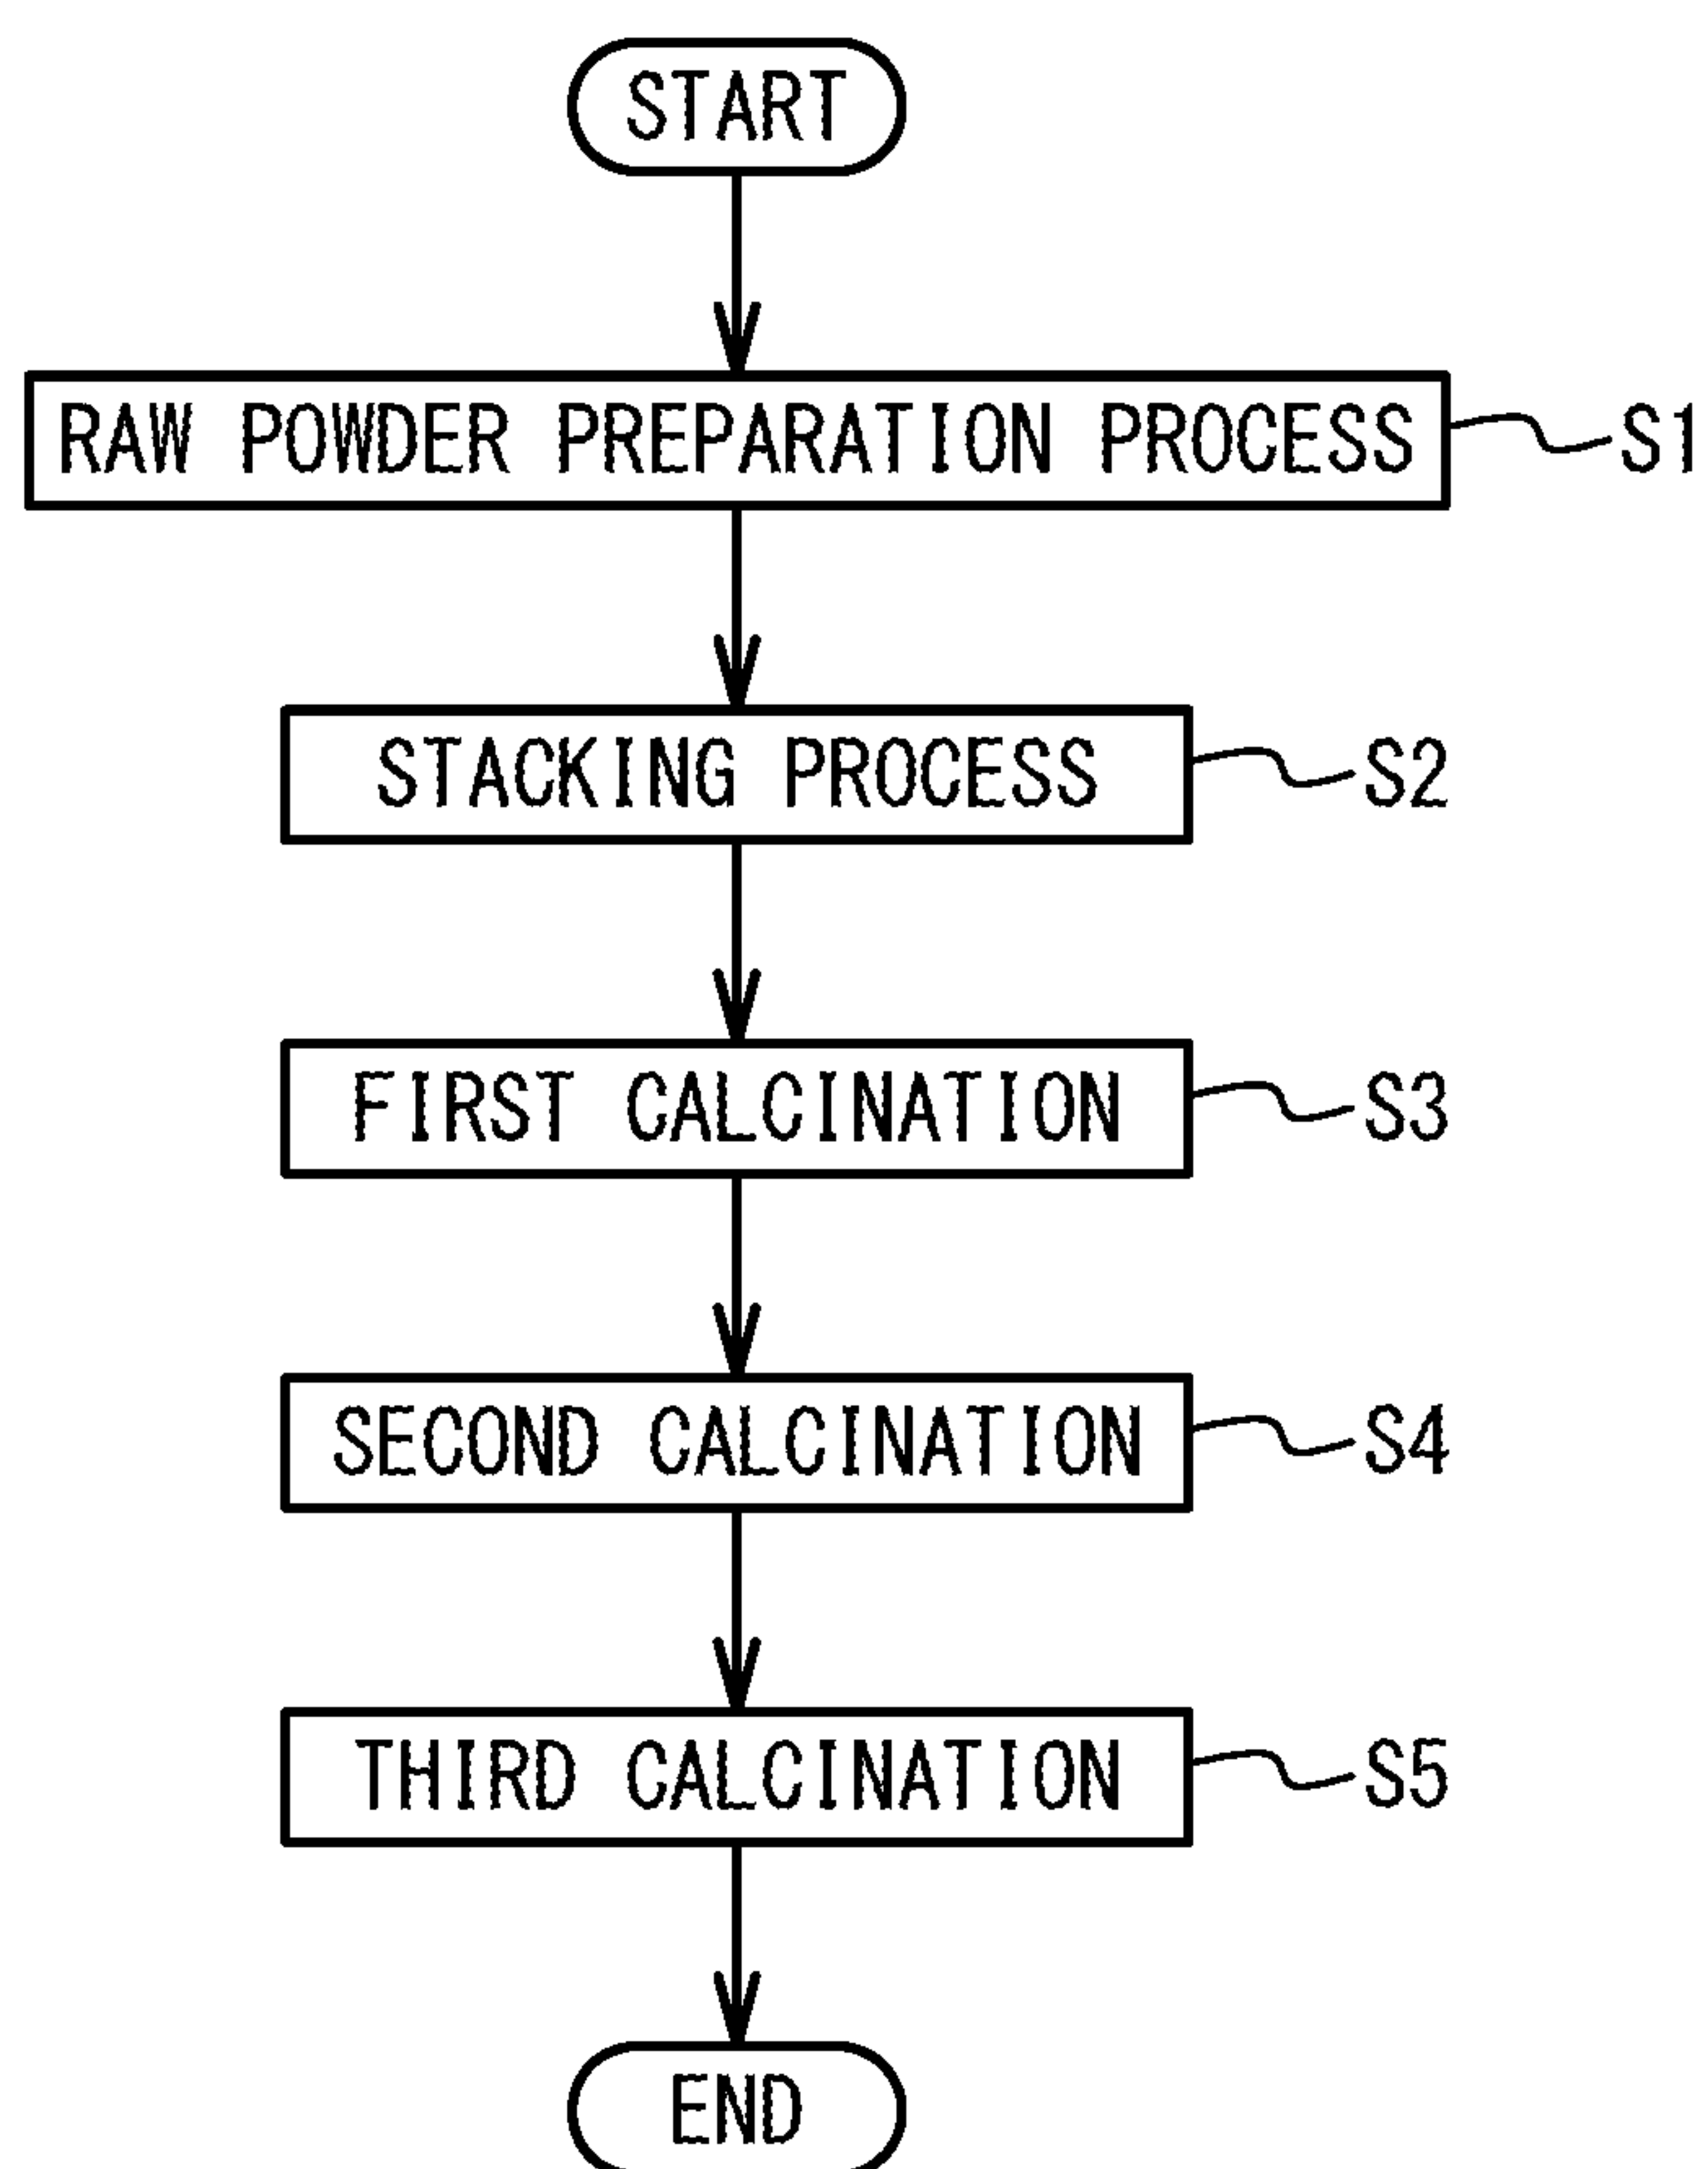 START
RAW POWDER PREPARATION PROCESS S1
STACKING PROCESS S2
FIRST CALCINATION S3
SECOND CALCINATION S4
THIRD CALCINATION S5
END